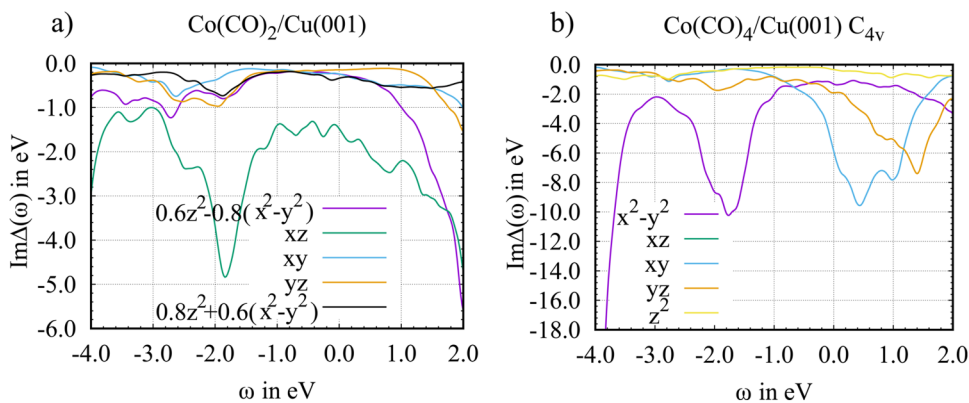 a) Co(CO)₂/Cu(001)
0.0
-1.0
-2.0
-3.0
-4.0
-5.0
-6.0
ImΔ(ω) in eV
0.6z²-0.8(x²-y²)
xz
xy
yz
0.8z²+0.6(x²-y²)
-4.0 -3.0 -2.0 -1.0 0.0 1.0 2.0
ω in eV
b) Co(CO)₄/Cu(001) C₄ᵥ
0.0
-2.0
-4.0
-6.0
-8.0
-10.0
-12.0
-14.0
-16.0
-18.0
ImΔ(ω) in eV
x²-y²
xz
xy
yz
z²
-4.0 -3.0 -2.0 -1.0 0.0 1.0 2.0
ω in eV